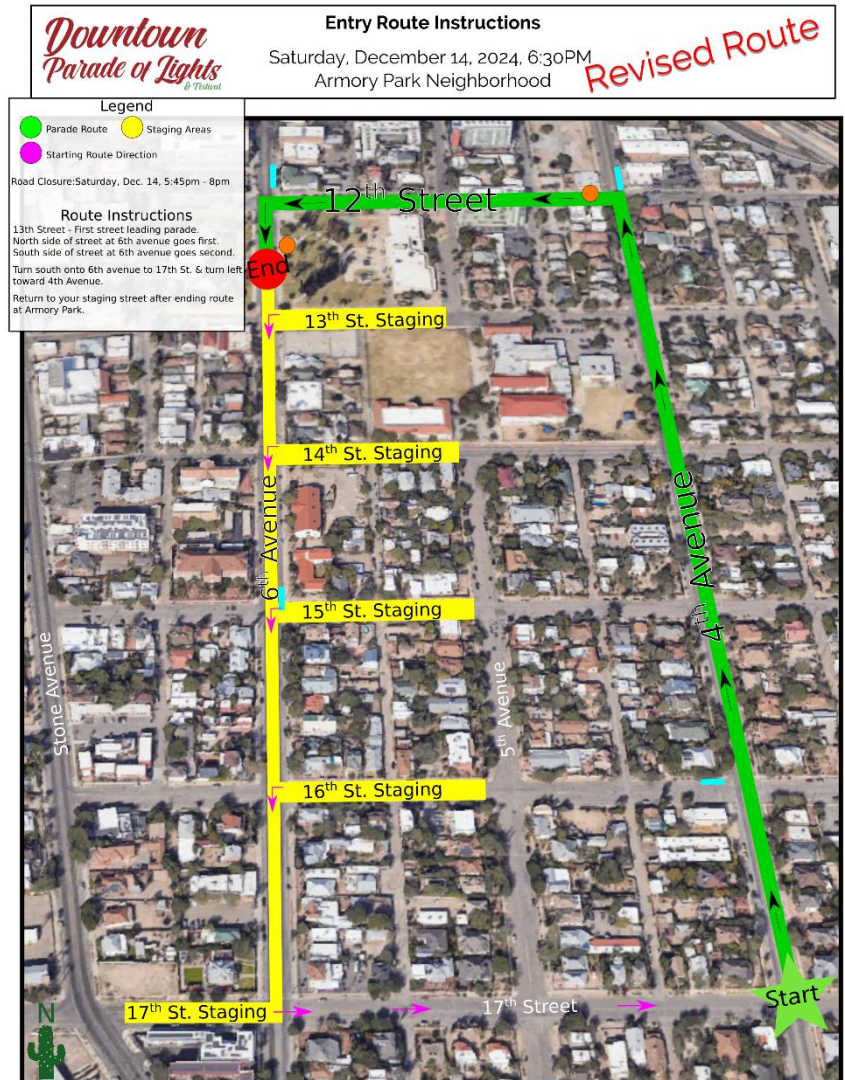 Downtown
Parade of Lights
& Festival
Entry Route Instructions
Saturday, December 14, 2024, 6:30PM
Armory Park Neighborhood
Revised Route
Legend
Parade Route
Staging Areas
Starting Route Direction
Road Closure:Saturday, Dec. 14, 5:45pm - 8pm
Route Instructions
13th Street - First street leading parade.
North side of street at 6th avenue goes first.
South side of street at 6th avenue goes second.
Turn south onto 6th avenue to 17th St. & turn left
toward 4th Avenue.
Return to your staging street after ending route
at Armory Park.
12th Street
End
13th St. Staging
14th St. Staging
6th Avenue
4th Avenue
15th St. Staging
Stone Avenue
5th Avenue
16th St. Staging
17th St. Staging
17th Street
Start
N